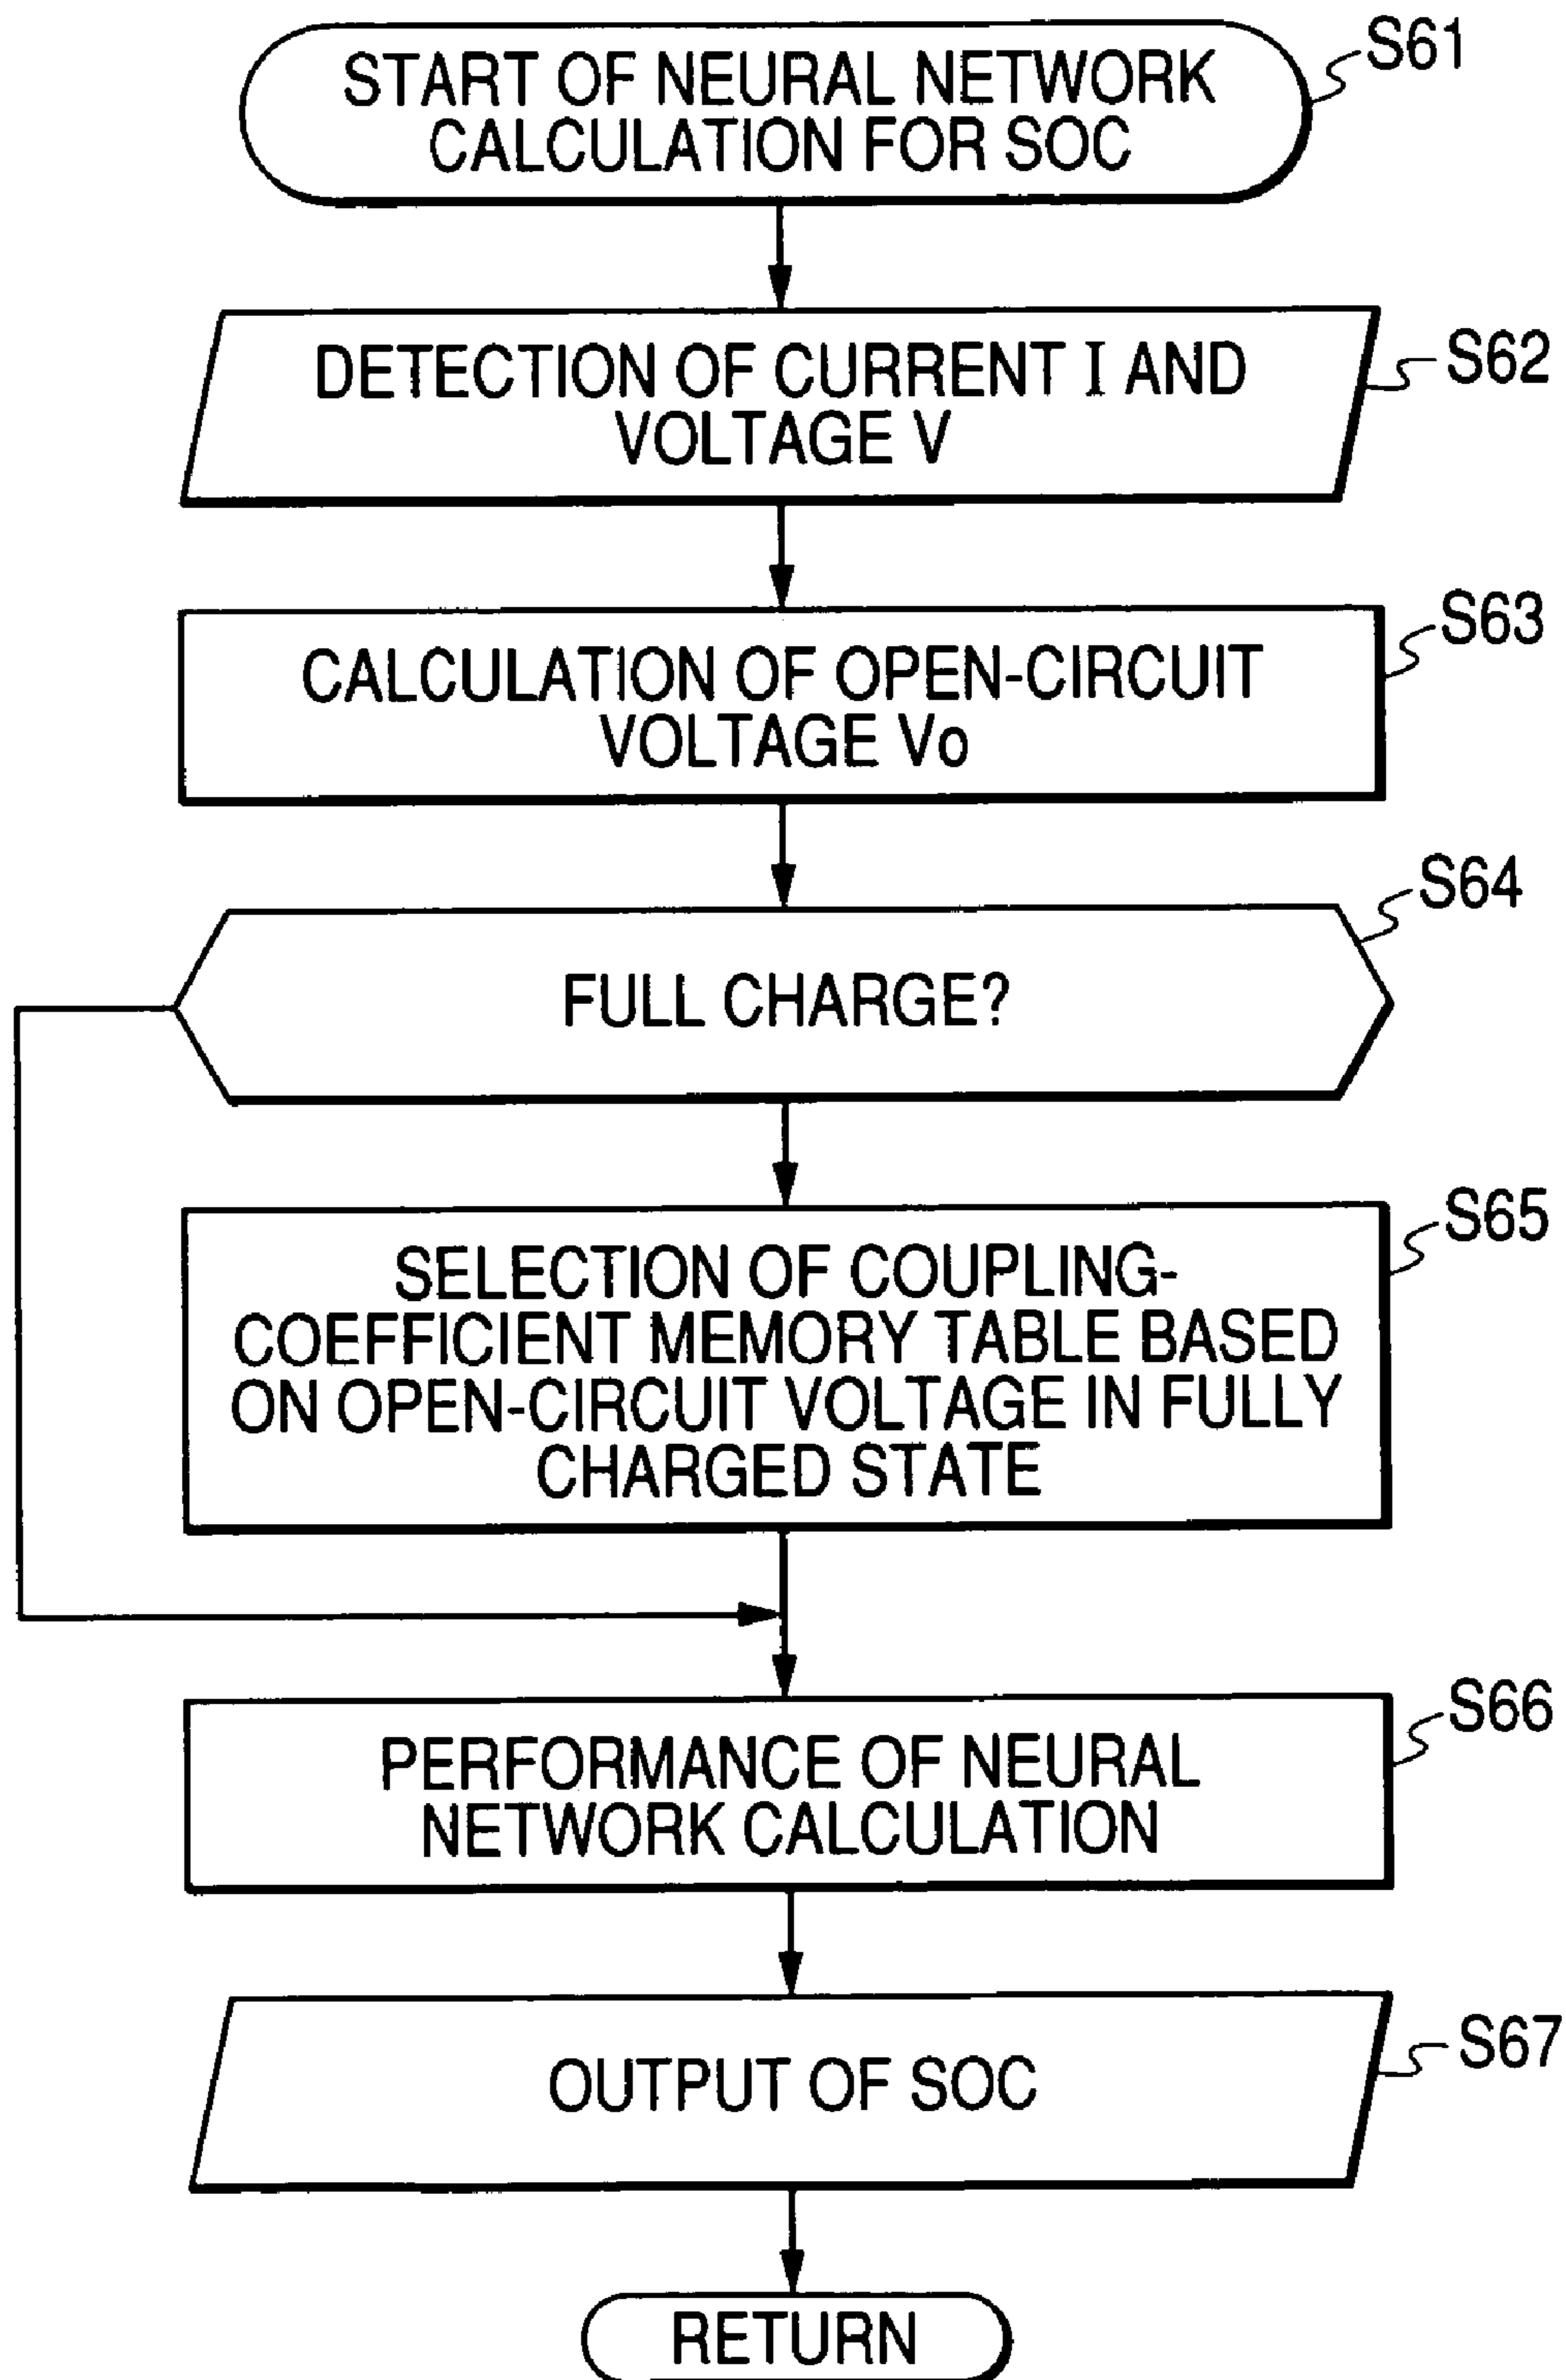 START OF NEURAL NETWORK
CALCULATION FOR SOC
S61
DETECTION OF CURRENT I AND
VOLTAGE V
S62
CALCULATION OF OPEN-CIRCUIT
VOLTAGE Vo
S63
FULL CHARGE?
S64
SELECTION OF COUPLING-
COEFFICIENT MEMORY TABLE BASED
ON OPEN-CIRCUIT VOLTAGE IN FULLY
CHARGED STATE
S65
PERFORMANCE OF NEURAL
NETWORK CALCULATION
S66
OUTPUT OF SOC
S67
RETURN